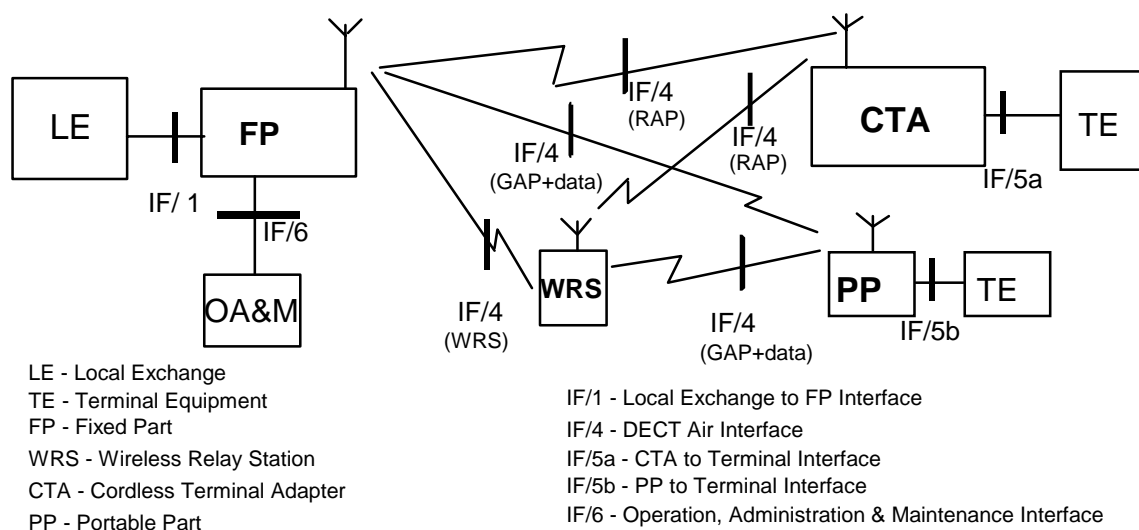 LE
FP
IF/ 1
IF/6
OA&M
IF/4
(RAP)
IF/4
(GAP+data)
IF/4
(RAP)
CTA
IF/5a
TE
IF/4
(WRS)
WRS
IF/4
(GAP+data)
PP
IF/5b
TE
LE - Local Exchange
TE - Terminal Equipment
FP - Fixed Part
WRS - Wireless Relay Station
CTA - Cordless Terminal Adapter
PP - Portable Part
IF/1 - Local Exchange to FP Interface
IF/4 - DECT Air Interface
IF/5a - CTA to Terminal Interface
IF/5b - PP to Terminal Interface
IF/6 - Operation, Administration & Maintenance Interface